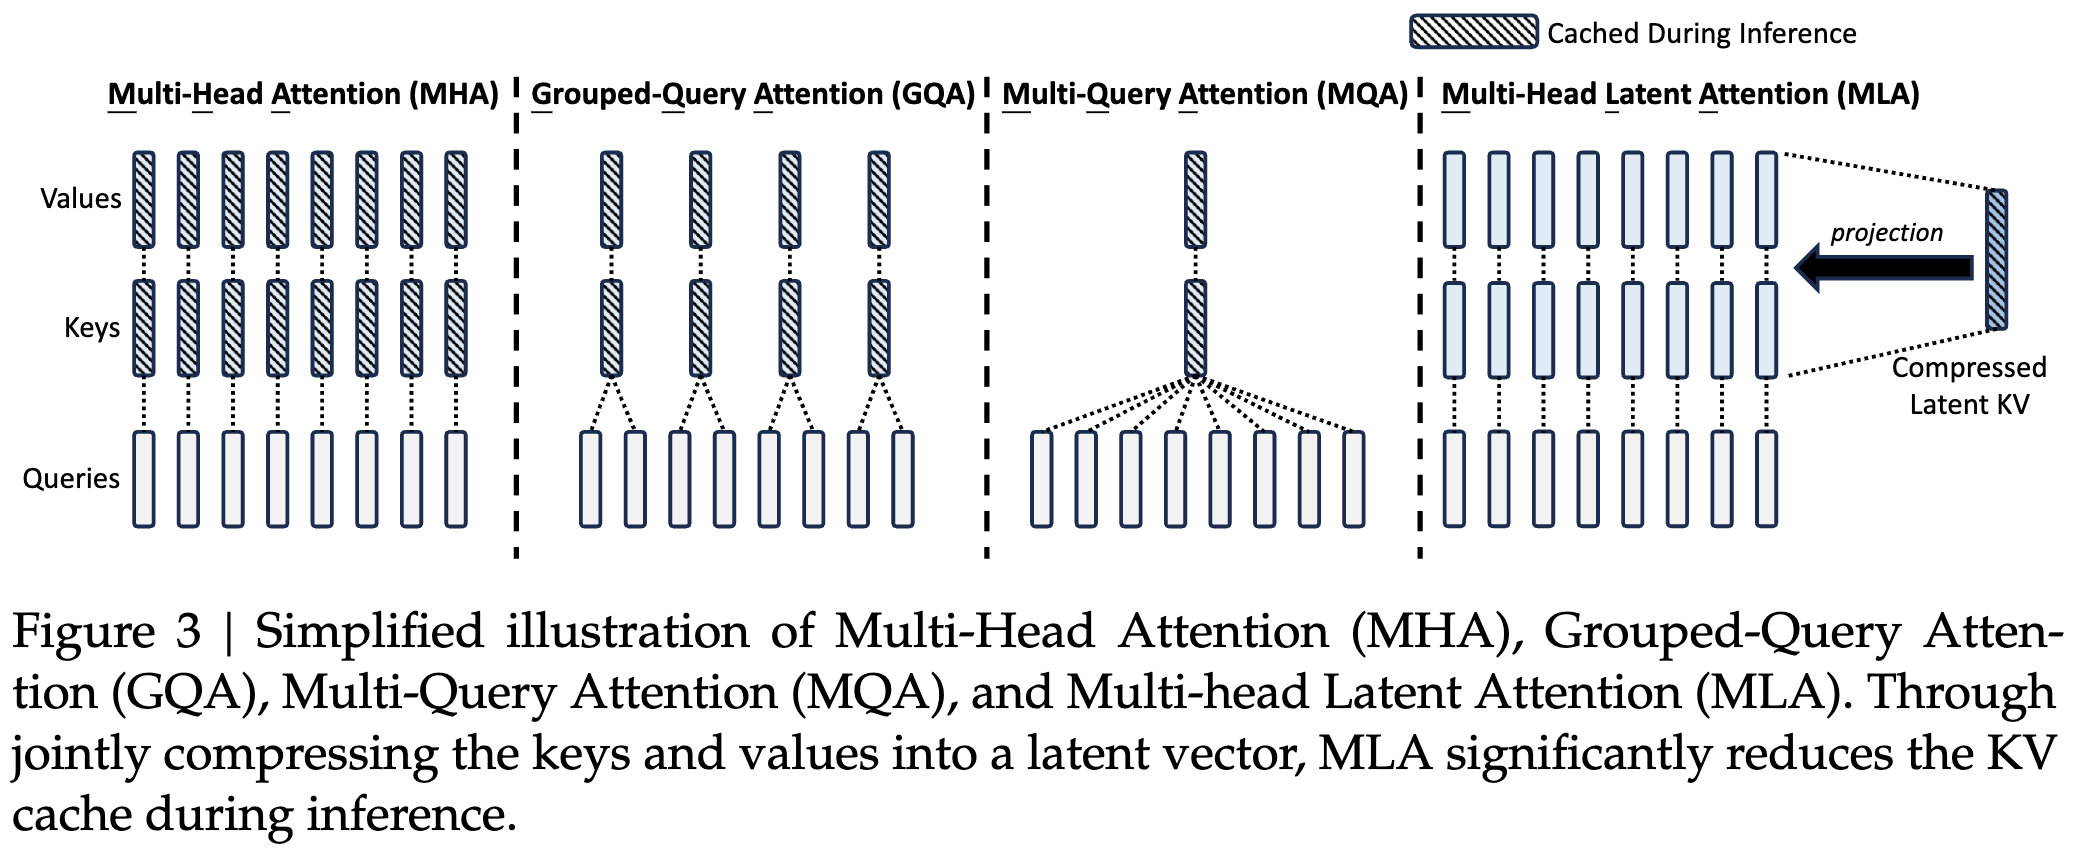 Cached During Inference
Multi-Head Attention (MHA)
Grouped-Query Attention (GQA)
Multi-Query Attention (MQA)
Multi-Head Latent Attention (MLA)
Values
Keys
Queries
projection
Compressed
Latent KV
Figure 3 | Simplified illustration of Multi-Head Attention (MHA), Grouped-Query Atten-
tion (GQA), Multi-Query Attention (MQA), and Multi-head Latent Attention (MLA). Through
jointly compressing the keys and values into a latent vector, MLA significantly reduces the KV
cache during inference.